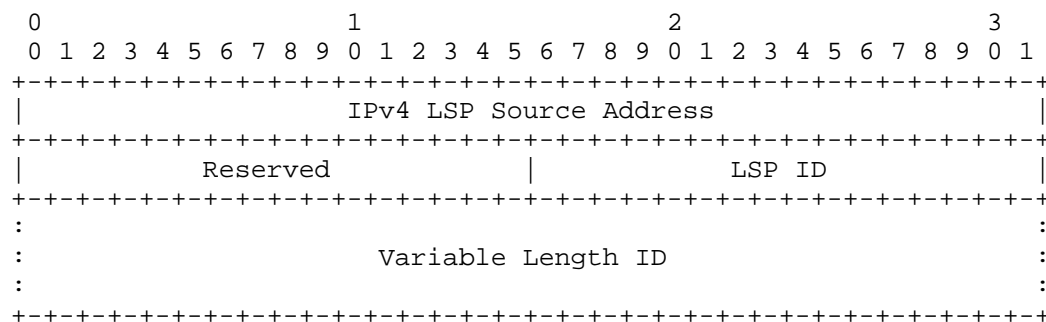 0                   1                   2                   3
 0 1 2 3 4 5 6 7 8 9 0 1 2 3 4 5 6 7 8 9 0 1 2 3 4 5 6 7 8 9 0 1
+-+-+-+-+-+-+-+-+-+-+-+-+-+-+-+-+-+-+-+-+-+-+-+-+-+-+-+-+-+-+-+-+
|                    IPv4 LSP Source Address                    |
+-+-+-+-+-+-+-+-+-+-+-+-+-+-+-+-+-+-+-+-+-+-+-+-+-+-+-+-+-+-+-+-+
|           Reserved            |            LSP ID             |
+-+-+-+-+-+-+-+-+-+-+-+-+-+-+-+-+-+-+-+-+-+-+-+-+-+-+-+-+-+-+-+-+
:                                                               :
:                      Variable Length ID                       :
:                                                               :
+-+-+-+-+-+-+-+-+-+-+-+-+-+-+-+-+-+-+-+-+-+-+-+-+-+-+-+-+-+-+-+-+